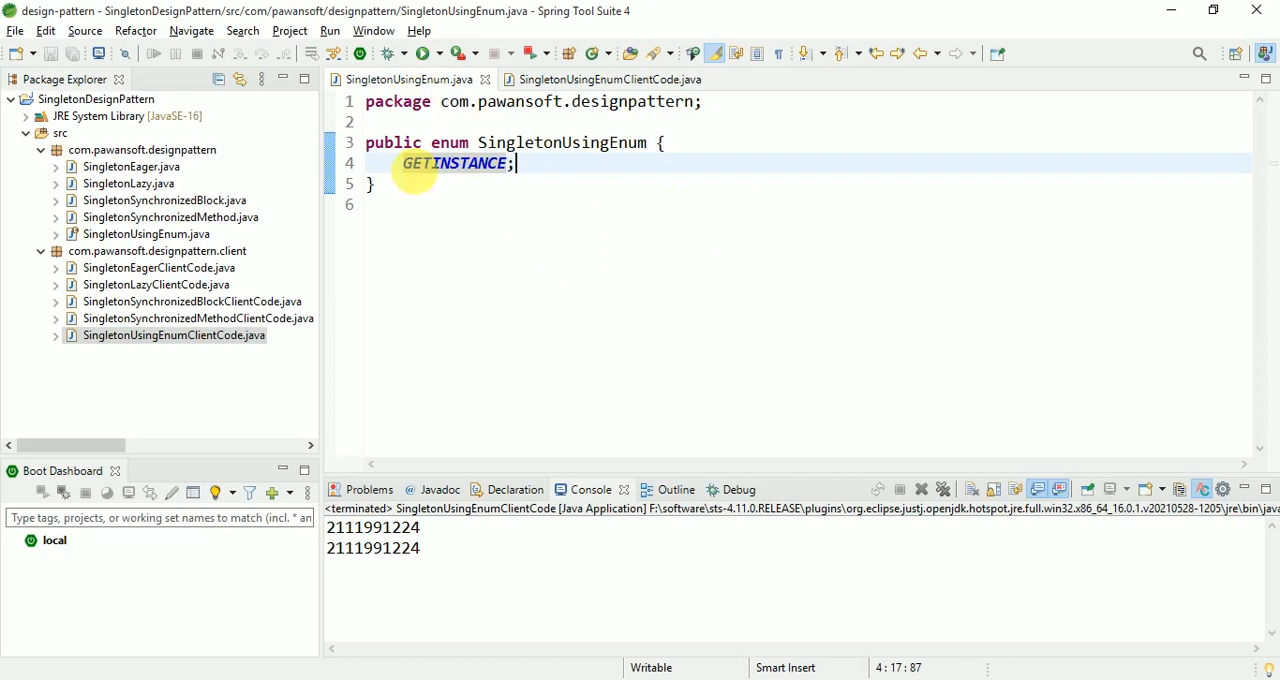 design-pattern - SingletonDesignPattern/src/com/pawansoft/designpattern/SingletonUsingEnum.java - Spring Tool Suite 4
File Edit Source Refactor Navigate Search Project Run Window Help
Package Explorer
SingletonDesignPattern
JRE System Library [JavaSE-16]
src
com.pawansoft.designpattern
SingletonEager.java
SingletonLazy.java
SingletonSynchronizedBlock.java
SingletonSynchronizedMethod.java
SingletonUsingEnum.java
com.pawansoft.designpattern.client
SingletonEagerClientCode.java
SingletonLazyClientCode.java
SingletonSynchronizedBlockClientCode.java
SingletonSynchronizedMethodClientCode.java
SingletonUsingEnumClientCode.java
Boot Dashboard
Type tags, projects, or working set names to match (incl. * an
local
SingletonUsingEnum.java SingletonUsingEnumClientCode.java
1 package com.pawansoft.designpattern;
2
3 public enum SingletonUsingEnum {
4 GETINSTANCE;
5 }
6
Problems @ Javadoc Declaration Console Outline Debug
<terminated> SingletonUsingEnumClientCode [Java Application] F:\software\sts-4.11.0.RELEASE\plugins\org.eclipse.justj.openjdk.hotspot.jre.full.win32.x86_64_16.0.1.v20210528-1205\jre\bin\java
2111991224
2111991224
Writable Smart Insert 4 : 17 : 87